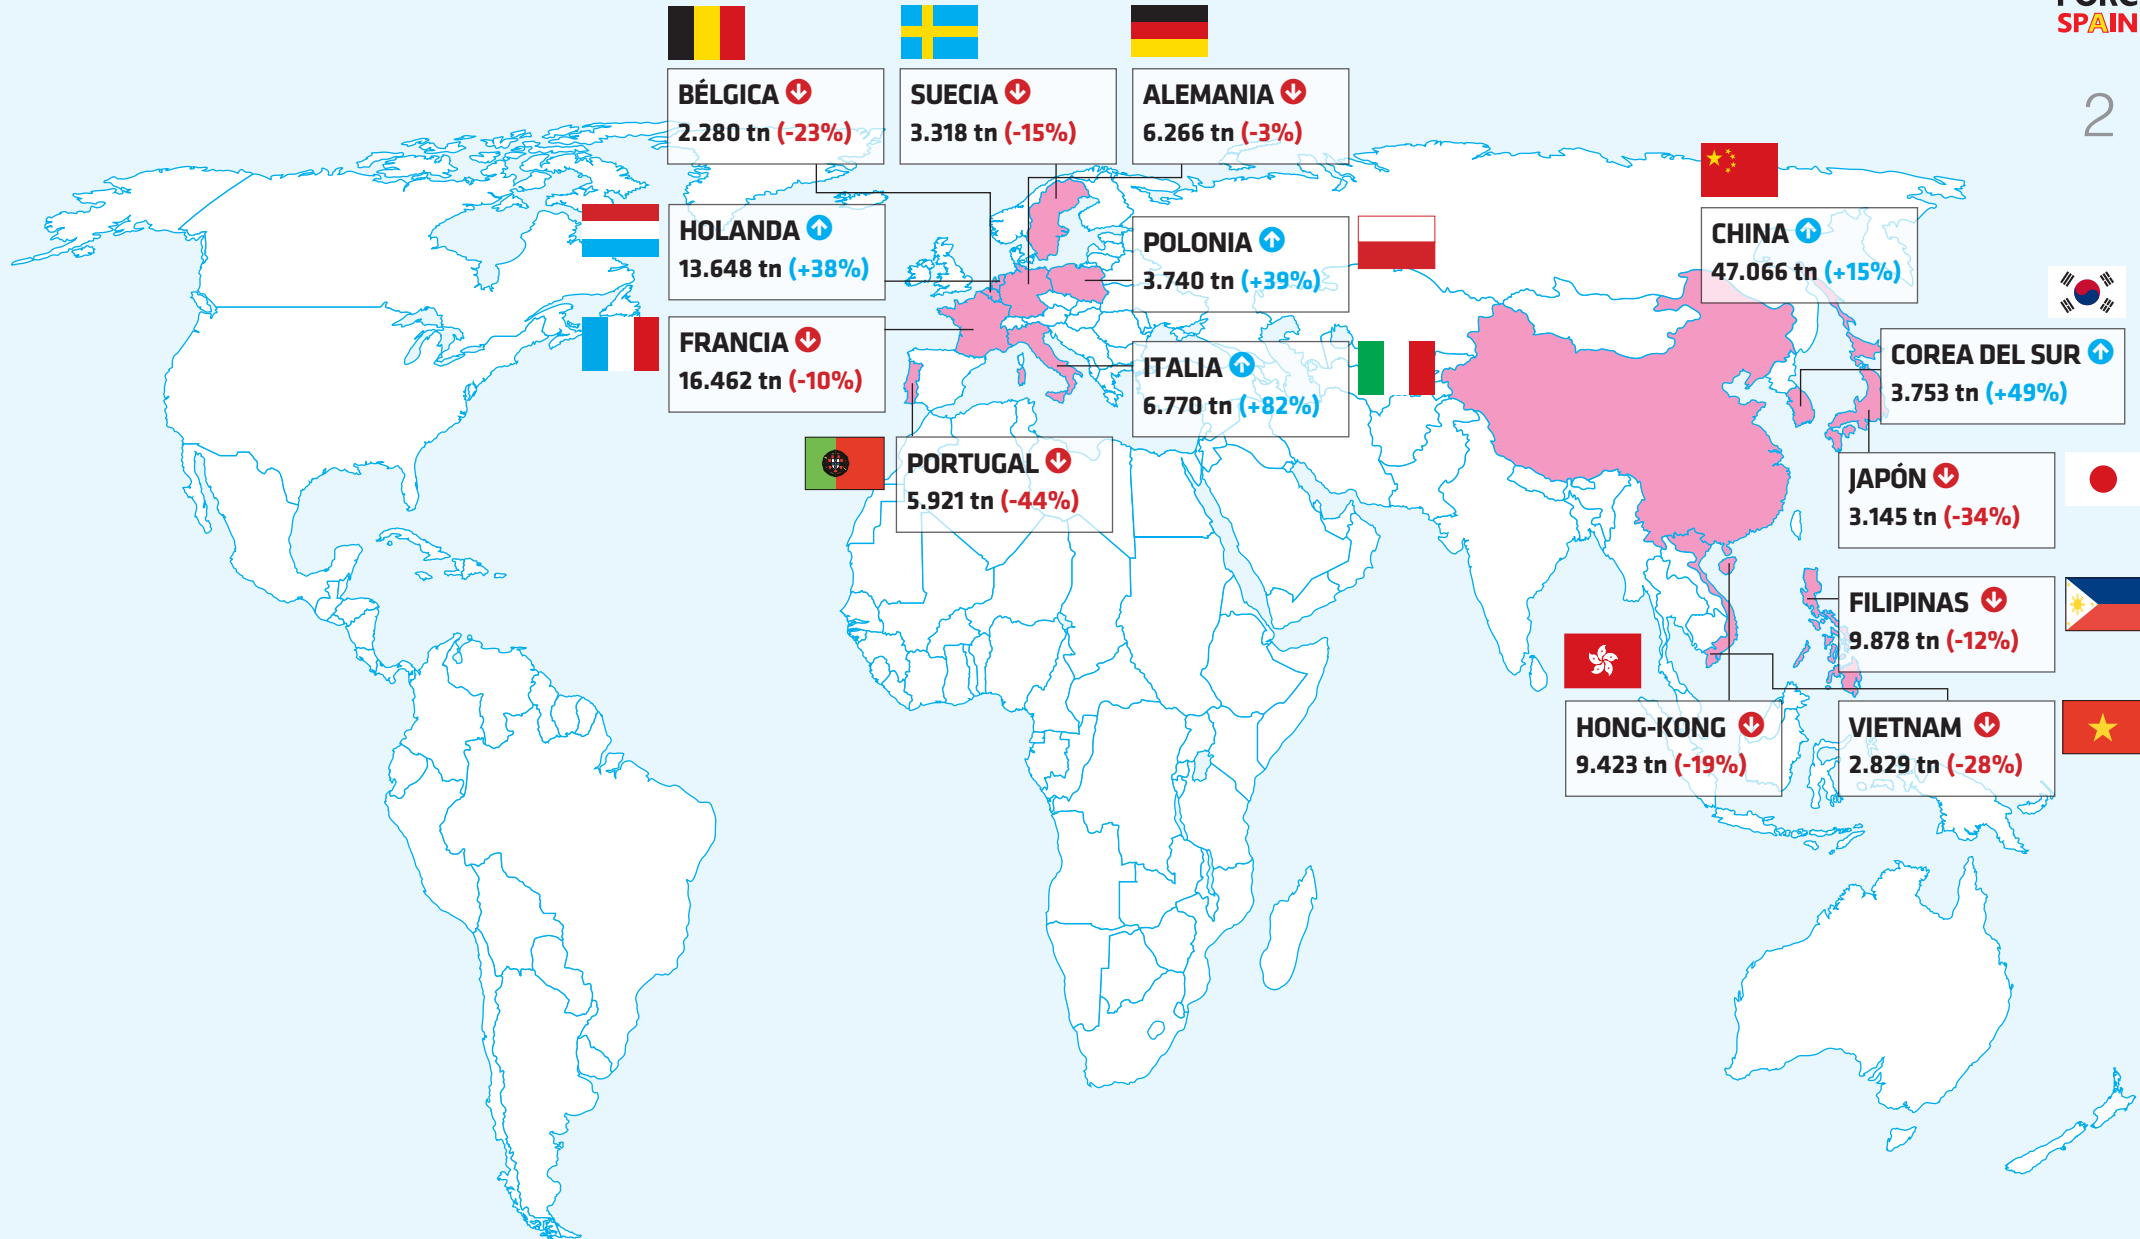 SPAIN
2
BÉLGICA
2.280 tn (-23%)
SUECIA
3.318 tn (-15%)
ALEMANIA
6.266 tn (-3%)
HOLANDA
13.648 tn (+38%)
POLONIA
3.740 tn (+39%)
CHINA
47.066 tn (+15%)
FRANCIA
16.462 tn (-10%)
ITALIA
6.770 tn (+82%)
COREA DEL SUR
3.753 tn (+49%)
PORTUGAL
5.921 tn (-44%)
JAPÓN
3.145 tn (-34%)
FILIPINAS
9.878 tn (-12%)
HONG-KONG
9.423 tn (-19%)
VIETNAM
2.829 tn (-28%)